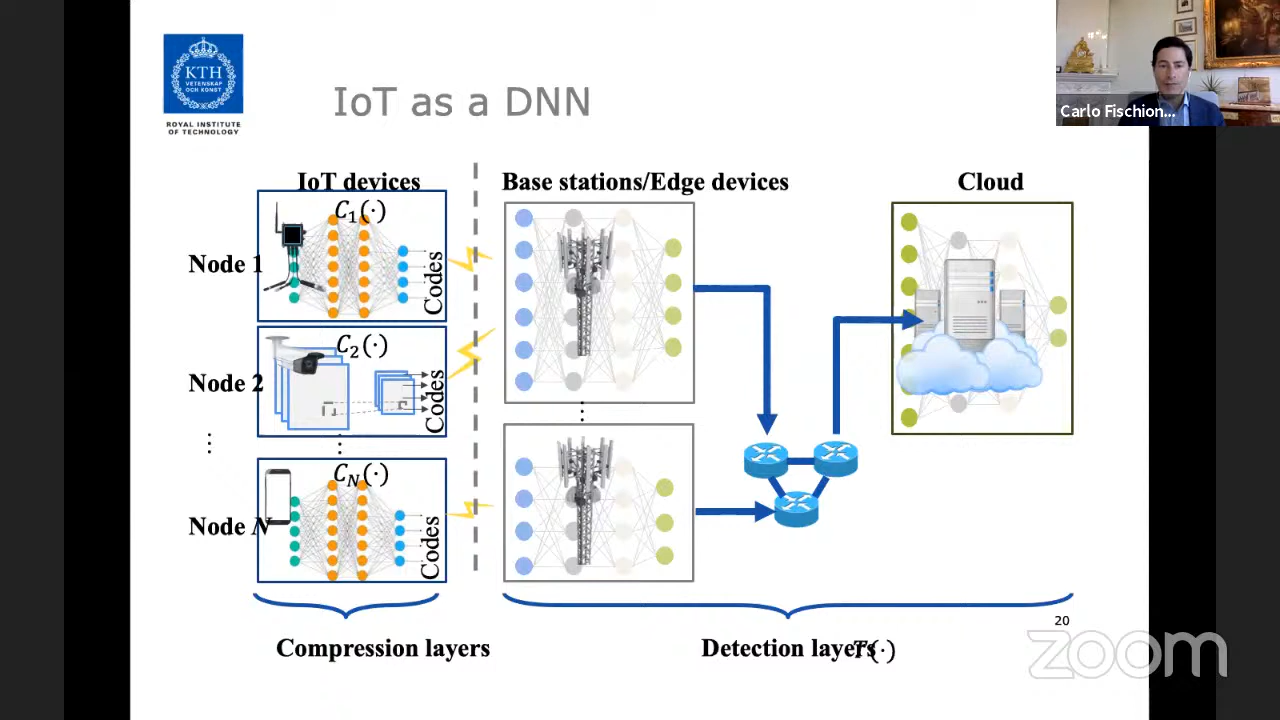 KTH
VETENSKAP
OCH KONST
ROYAL INSTITUTE
OF TECHNOLOGY
IoT as a DNN
Carlo Fischion...
IoT devices
Base stations/Edge devices
Cloud
C1(·)
Node 1
Codes
C2(·)
Node 2
Codes
CN(·)
Node N
Codes
Compression layers
Detection layers T(·)
20
zoom